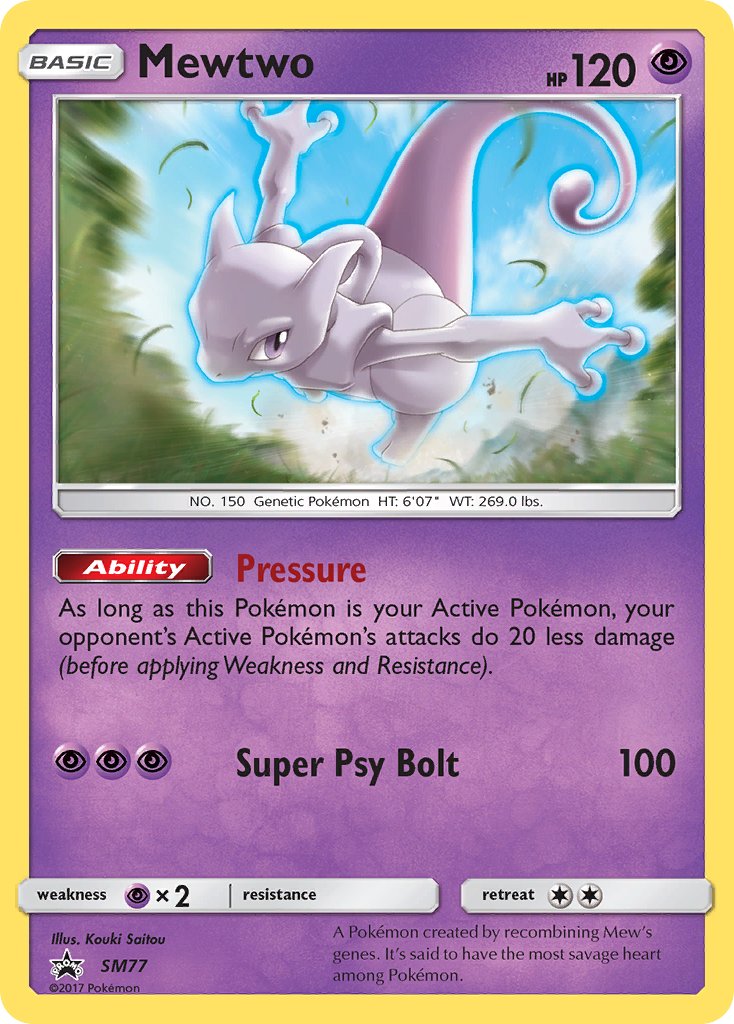 BASIC Mewtwo HP 120
NO. 150 Genetic Pokémon HT: 6'07" WT: 269.0 lbs.
Ability Pressure
As long as this Pokémon is your Active Pokémon, your
opponent's Active Pokémon's attacks do 20 less damage
(before applying Weakness and Resistance).
Super Psy Bolt 100
weakness ×2 resistance retreat
Illus. Kouki Saitou
PROMO SM77
©2017 Pokémon
A Pokémon created by recombining Mew's
genes. It's said to have the most savage heart
among Pokémon.